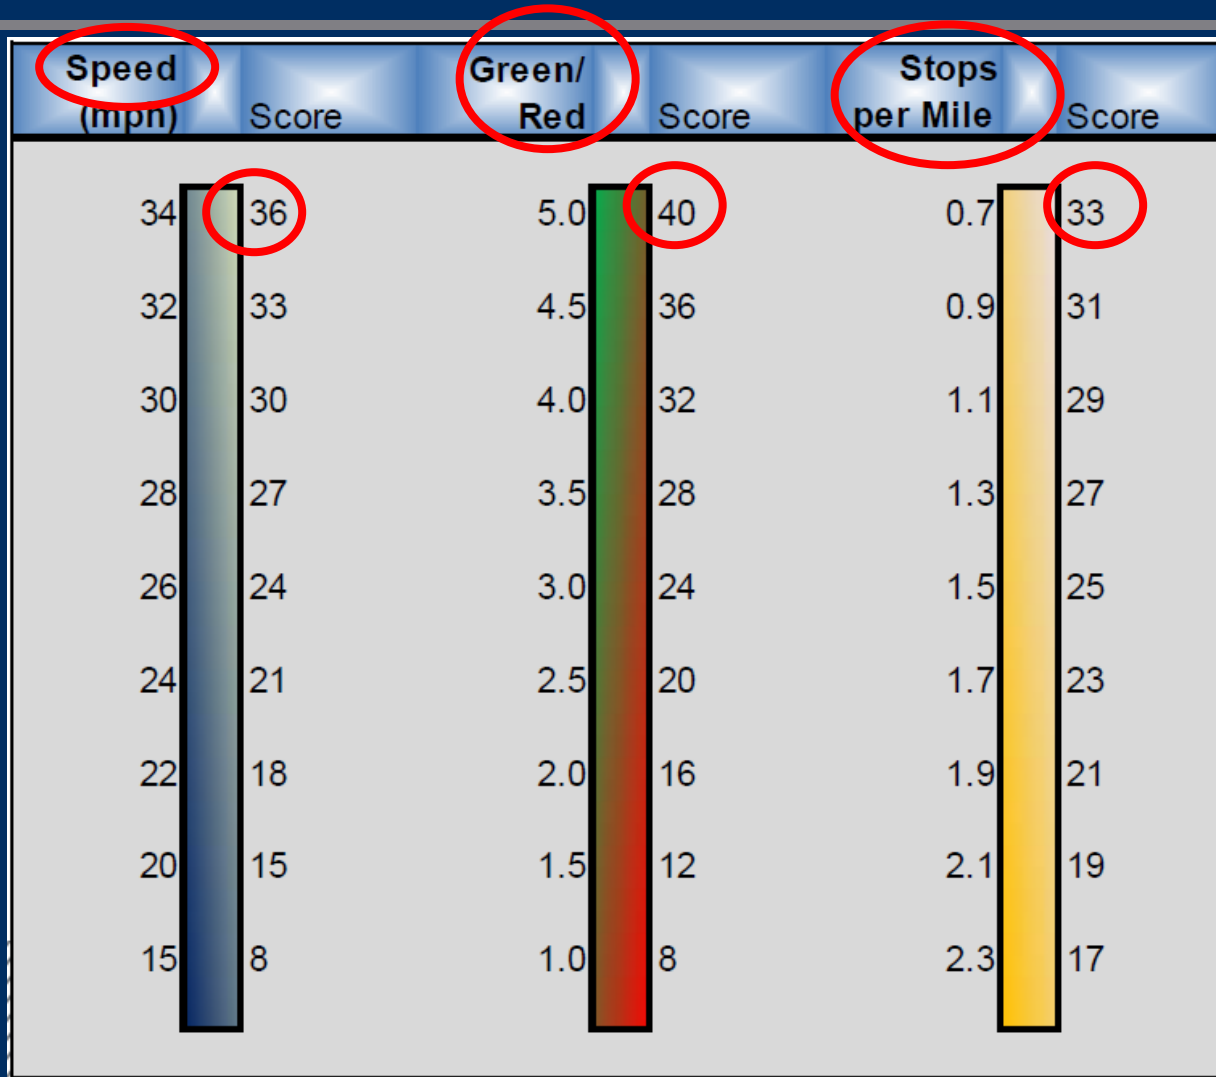 Speed Green/ Stops
(mph) Score Red Score per Mile Score
34 36 5.0 40 0.7 33
32 33 4.5 36 0.9 31
30 30 4.0 32 1.1 29
28 27 3.5 28 1.3 27
26 24 3.0 24 1.5 25
24 21 2.5 20 1.7 23
22 18 2.0 16 1.9 21
20 15 1.5 12 2.1 19
15 8 1.0 8 2.3 17